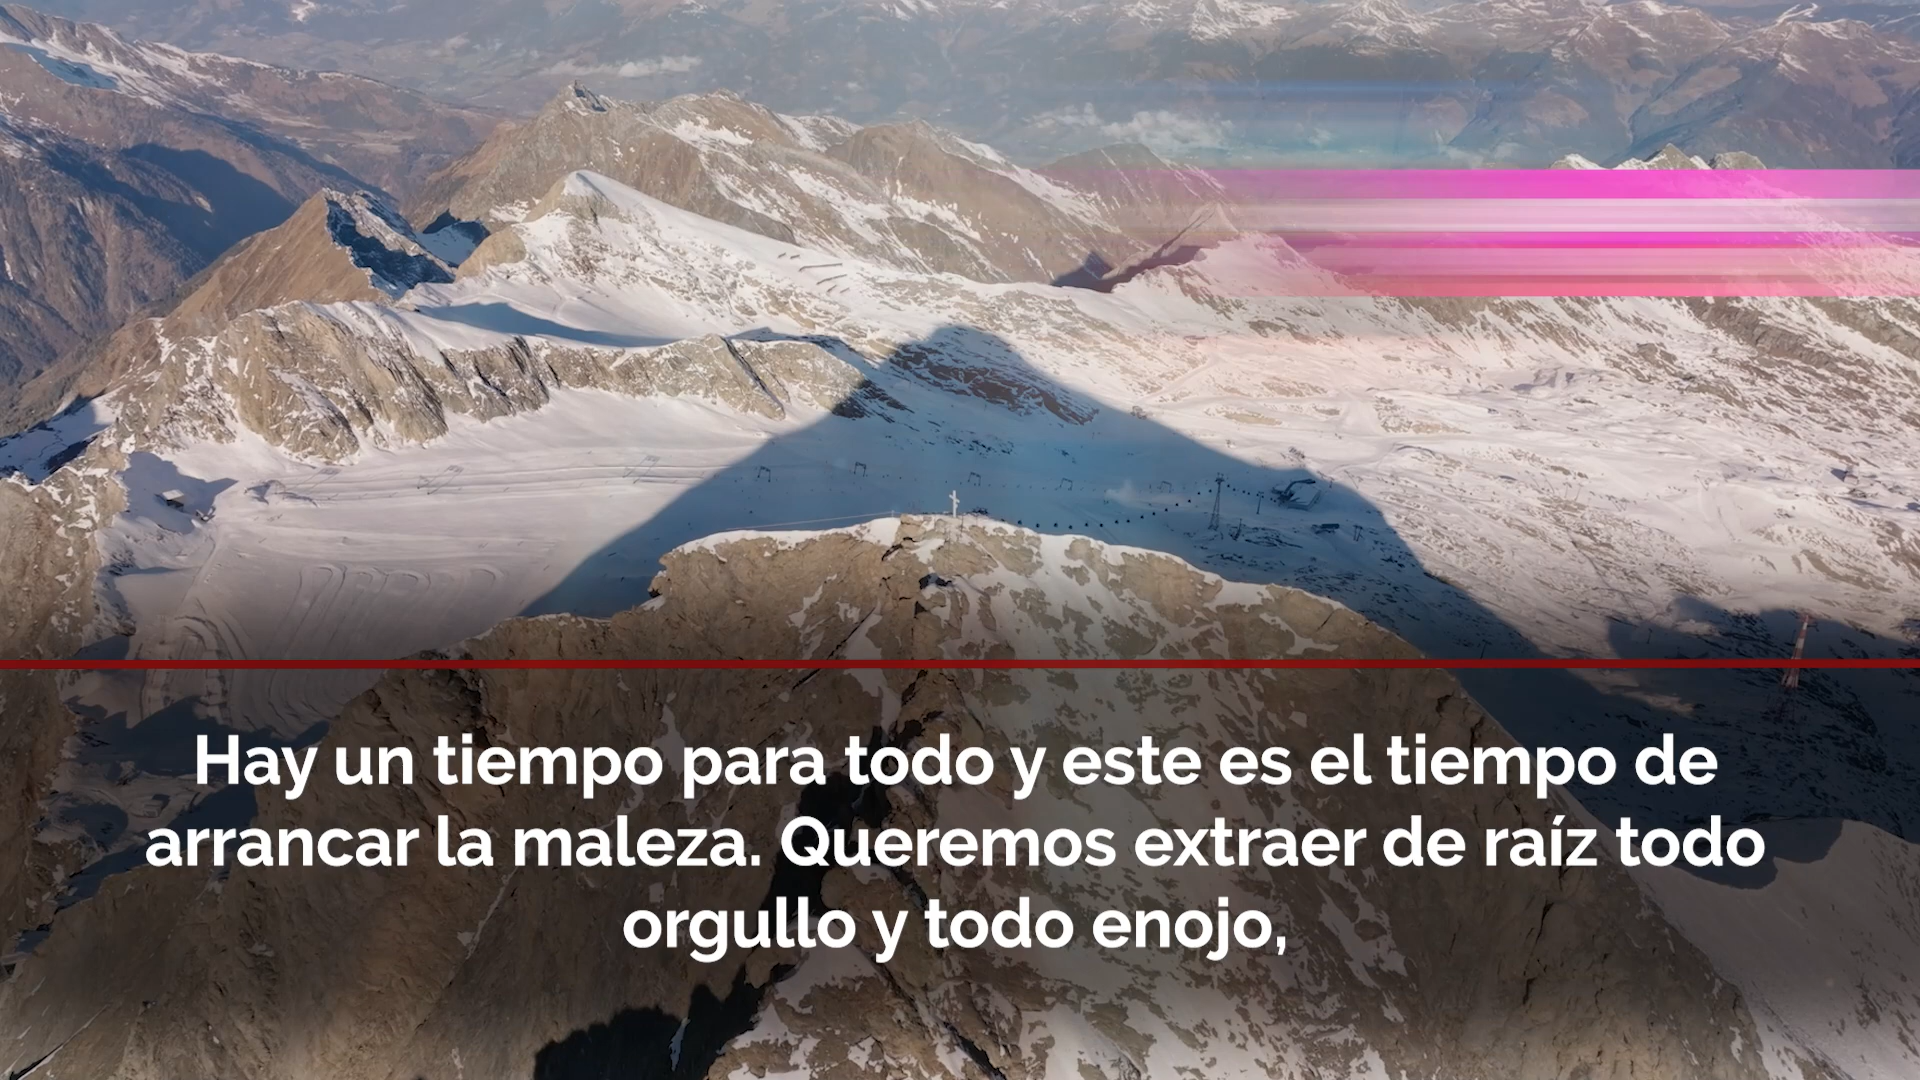 Hay un tiempo para todo y este es el tiempo de
arrancar la maleza. Queremos extraer de raíz todo
orgullo y todo enojo,